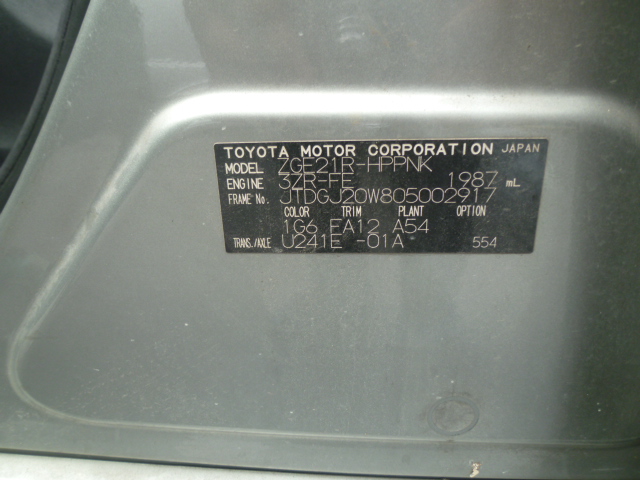 TOYOTA MOTOR CORPORATION JAPAN
MODEL ZGE21R-HPPNK
ENGINE 3ZR-FE 1987 mL
FRAME No. JTDGJ20W805002917
COLOR TRIM PLANT OPTION
1G6 FA12 A54
TRANS./AXLE U241E -01A 554